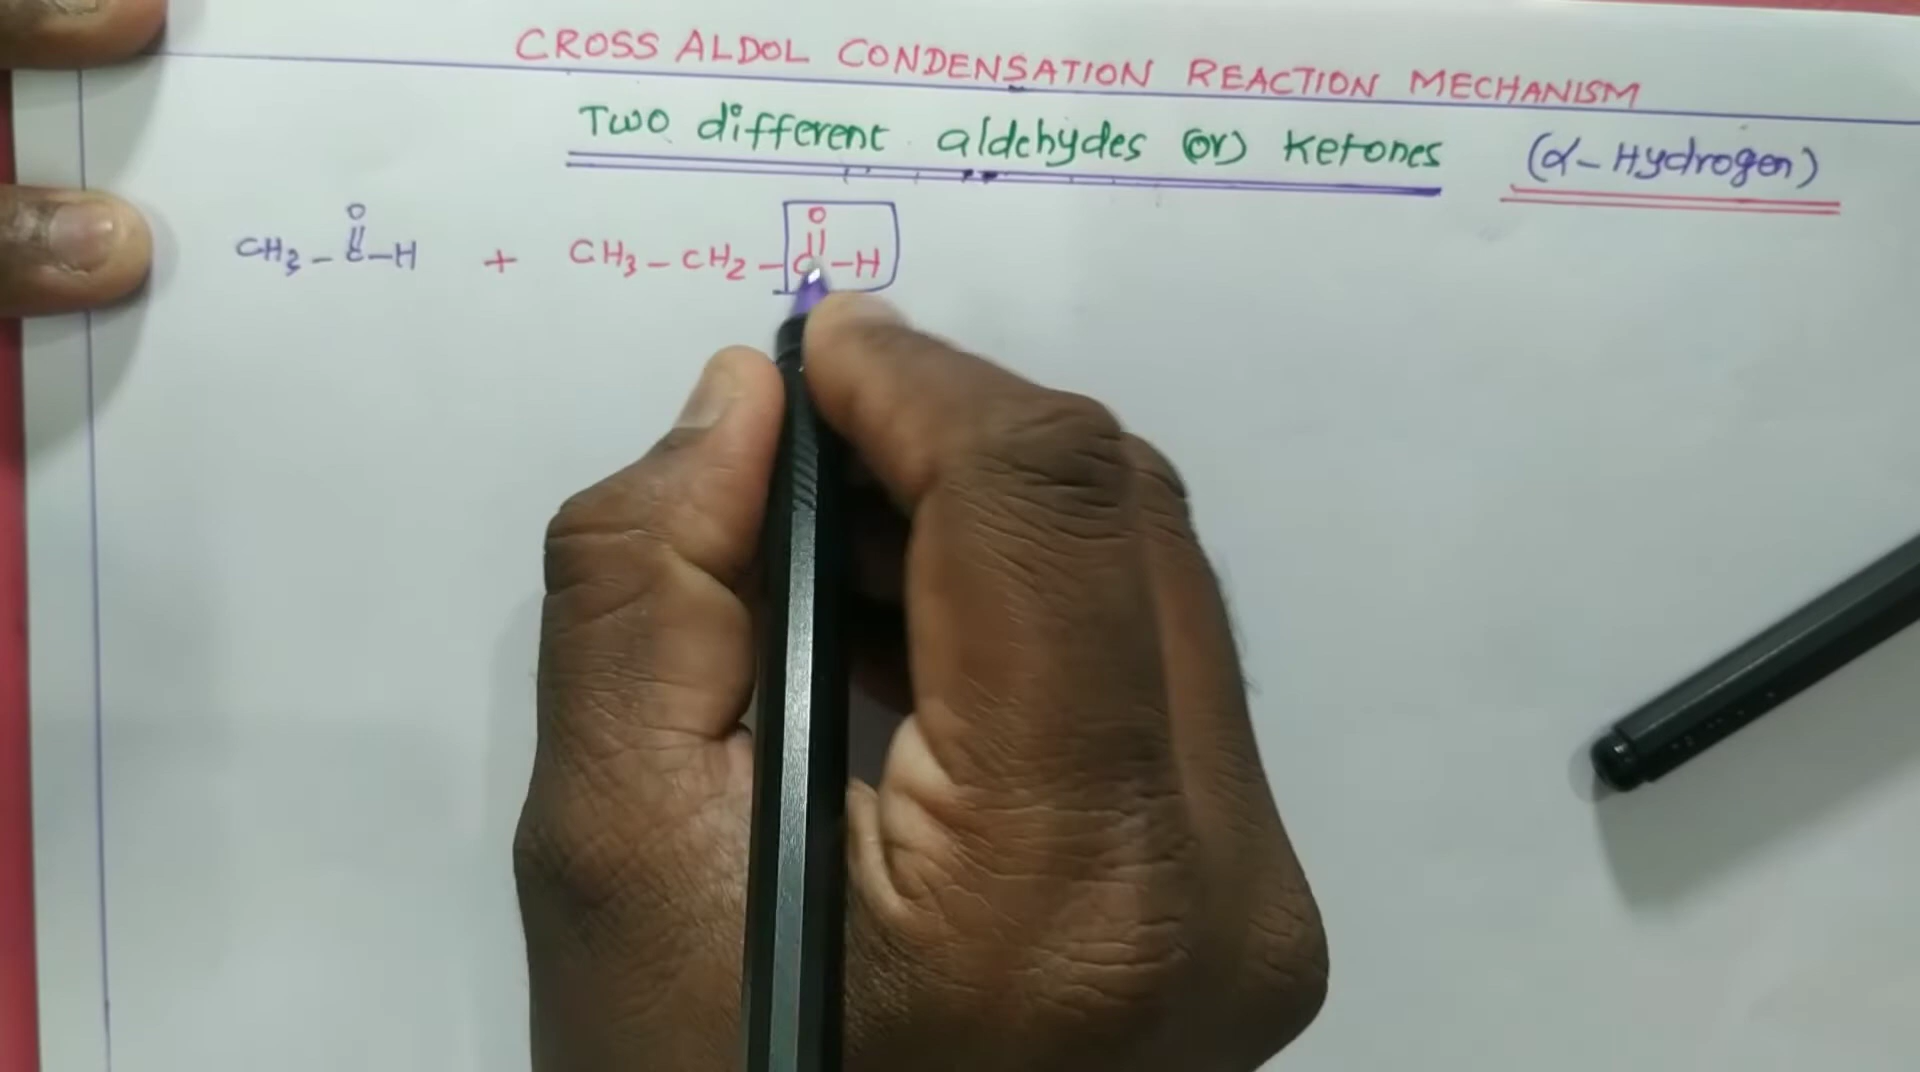 CROSS ALDOL CONDENSATION REACTION MECHANISM
Two different aldehydes (or) Ketones (α-Hydrogen)
O O
CH3 - C - H + CH3 - CH2 - C - H